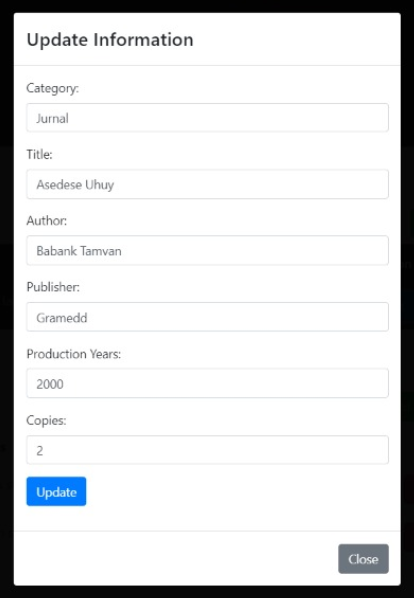 Update Information
Category:
Jurnal
Title:
Asedese Uhuy
Author:
Babank Tamvan
Publisher:
Gramedd
Production Years:
2000
Copies:
2
Update
Close